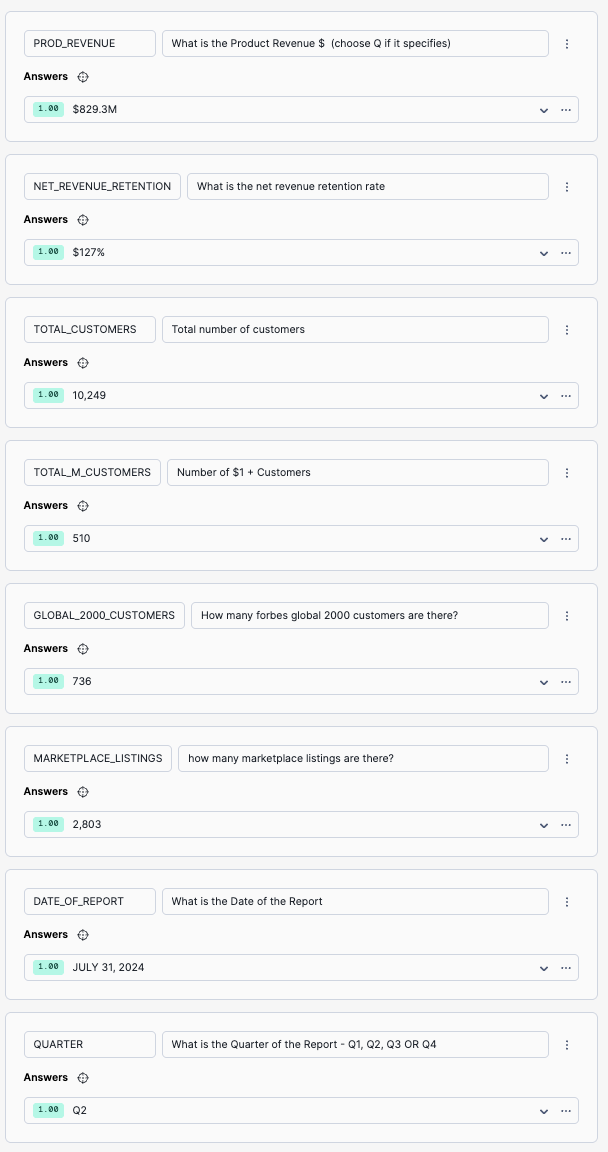 PROD_REVENUE What is the Product Revenue $ (choose Q if it specifies)
Answers
1.00 $829.3M
NET_REVENUE_RETENTION What is the net revenue retention rate
Answers
1.00 $127%
TOTAL_CUSTOMERS Total number of customers
Answers
1.00 10,249
TOTAL_M_CUSTOMERS Number of $1 + Customers
Answers
1.00 510
GLOBAL_2000_CUSTOMERS How many forbes global 2000 customers are there?
Answers
1.00 736
MARKETPLACE_LISTINGS how many marketplace listings are there?
Answers
1.00 2,803
DATE_OF_REPORT What is the Date of the Report
Answers
1.00 JULY 31, 2024
QUARTER What is the Quarter of the Report - Q1, Q2, Q3 OR Q4
Answers
1.00 Q2